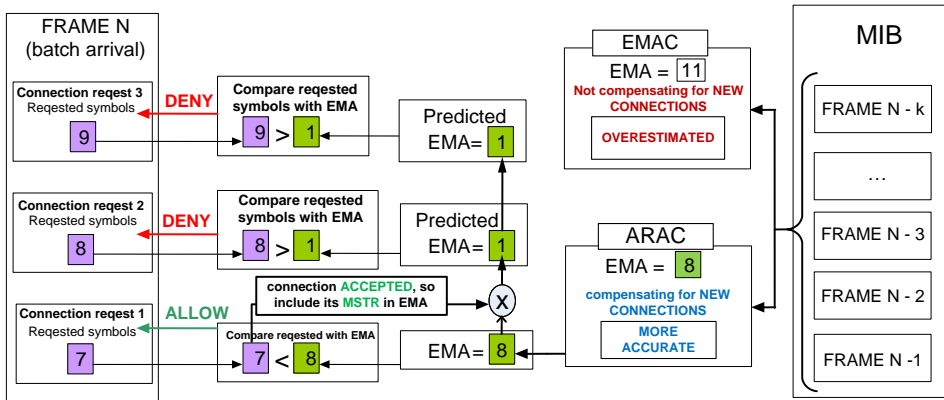 FRAME N
(batch arrival)
Connection reqest 3
Reqested symbols
9
DENY
Compare reqested
symbols with EMA
9 > 1
Predicted
EMA= 1
Connection reqest 2
Reqested symbols
8
DENY
Compare reqested
symbols with EMA
8 > 1
Predicted
EMA= 1
connection ACCEPTED, so
include its MSTR in EMA
X
Connection reqest 1
Reqested symbols
7
ALLOW
Compare reqested with EMA
7 < 8
EMA= 8
EMAC
EMA = 11
Not compensating for NEW
CONNECTIONS
OVERESTIMATED
ARAC
EMA = 8
compensating for NEW
CONNECTIONS
MORE
ACCURATE
MIB
FRAME N - k
...
FRAME N - 3
FRAME N - 2
FRAME N -1